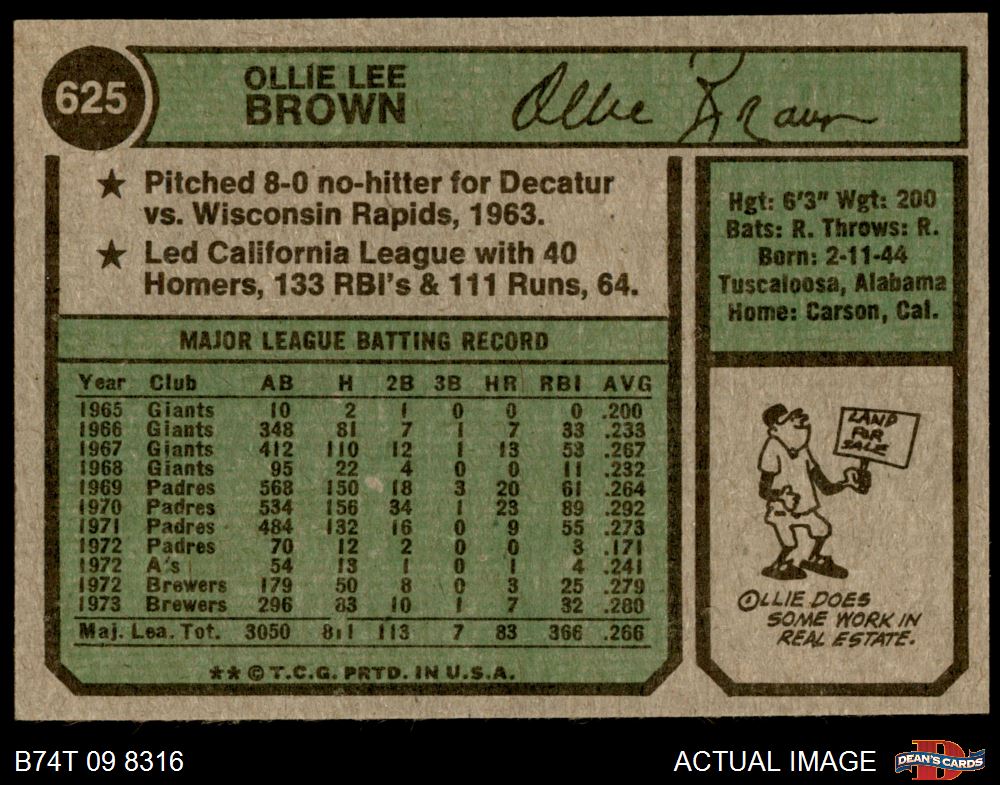 625
OLLIE LEE
BROWN
Ollie Brown
★ Pitched 8-0 no-hitter for Decatur
vs. Wisconsin Rapids, 1963.
★ Led California League with 40
Homers, 133 RBI's & 111 Runs, 64.
Hgt: 6'3" Wgt: 200
Bats: R. Throws: R.
Born: 2-11-44
Tuscaloosa, Alabama
Home: Carson, Cal.
MAJOR LEAGUE BATTING RECORD
Year Club AB H 2B 3B HR RBI AVG
1965 Giants 10 2 1 0 0 0 .200
1966 Giants 348 81 7 1 7 33 .233
1967 Giants 412 110 12 1 13 53 .267
1968 Giants 95 22 4 0 0 11 .232
1969 Padres 568 150 18 3 20 61 .264
1970 Padres 534 156 34 1 23 89 .292
1971 Padres 484 132 16 0 9 55 .273
1972 Padres 70 12 2 0 0 3 .171
1972 A's 54 13 1 0 1 4 .241
1972 Brewers 179 50 8 0 3 25 .279
1973 Brewers 296 83 10 1 7 32 .280
Maj. Lea. Tot. 3050 811 113 7 83 366 .266
** © T.C.G. PRTD. IN U.S.A.
LAND
FOR
SALE
OLLIE DOES
SOME WORK IN
REAL ESTATE.
B74T 09 8316
ACTUAL IMAGE
DEAN'S CARDS